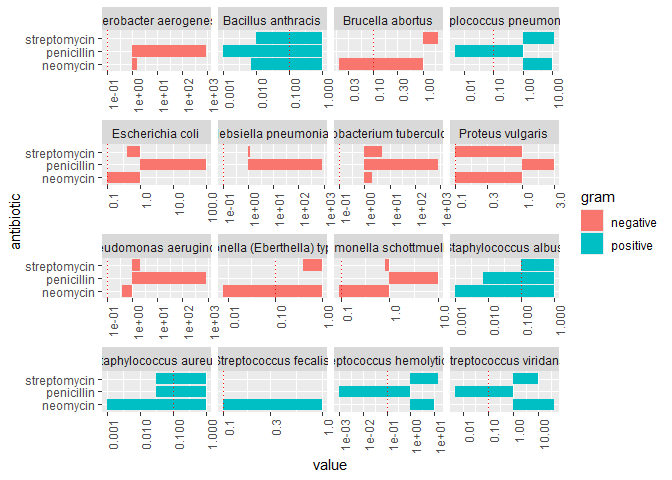 erobacter aerogenes Bacillus anthracis Brucella abortus plococcus pneumon
streptomycin
penicillin
neomycin
1e-01 1e+00 1e+01 1e+02 1e+03 0.001 0.010 0.100 1.000 0.03 0.10 0.30 1.00 0.01 0.10 1.00 10.00
Escherichia coli ebsiella pneumonia obacterium tuberculo Proteus vulgaris
streptomycin
penicillin
neomycin
0.1 1.0 10.0 100.0 1e-01 1e+00 1e+01 1e+02 1e+03 1e-01 1e+00 1e+01 1e+02 1e+03 0.1 0.3 1.0 3.0
eudomonas aerugino onella (Eberthella) typ monella schottmuel Staphylococcus albus
streptomycin
penicillin
neomycin
1e-01 1e+00 1e+01 1e+02 1e+03 0.01 0.10 1.00 0.1 1.0 10.0 0.001 0.010 0.100 1.000
taphylococcus aureu Streptococcus fecalis eptococcus hemolytic treptococcus viridan
streptomycin
penicillin
neomycin
0.001 0.010 0.100 1.000 0.1 0.3 1.0 1e-03 1e-02 1e-01 1e+00 1e+01 0.01 0.10 1.00 10.00
value
antibiotic
gram
negative
positive